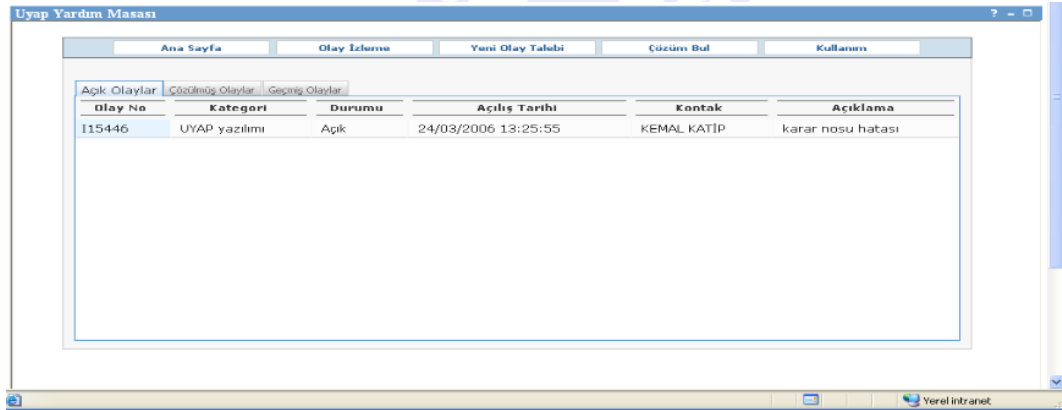 Uyap Yardım Masası ? – □
Ana Sayfa Olay İzleme Yeni Olay Talebi Çözüm Bul Kullanım
Açık Olaylar Çözülmüş Olaylar Geçmiş Olaylar
Olay No Kategori Durumu Açılış Tarihi Kontak Açıklama
I15446 UYAP yazılımı Açık 24/03/2006 13:25:55 KEMAL KATİP karar nosu hatası
Yerel intranet